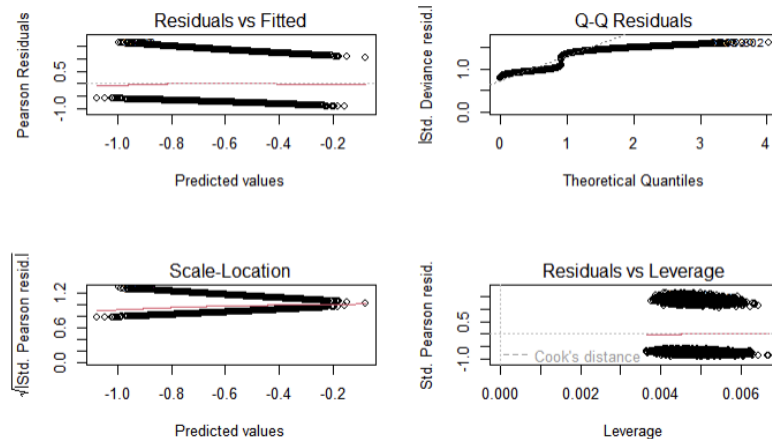 Residuals vs Fitted
Pearson Residuals
0.5
-1.0
-1.0 -0.8 -0.6 -0.4 -0.2
Predicted values
Q-Q Residuals
|Std. Deviance resid.|
1.0
0.0
0 1 2 3 4
Theoretical Quantiles
Scale-Location
√|Std. Pearson resid.|
1.2
0.6
0.0
-1.0 -0.8 -0.6 -0.4 -0.2
Predicted values
Residuals vs Leverage
Std. Pearson resid.
0.5
-1.0
Cook's distance
0.000 0.002 0.004 0.006
Leverage